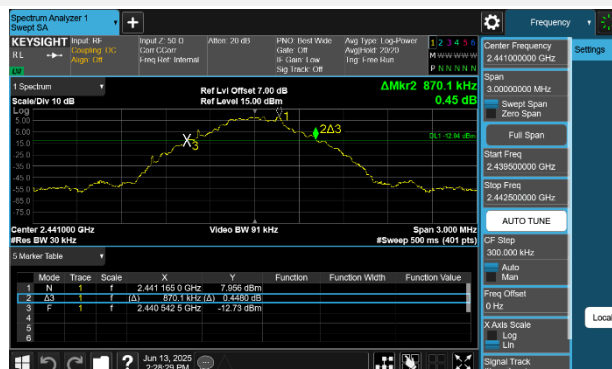 Spectrum Analyzer 1
Swept SA
Frequency
KEYSIGHT
RL
Input: RF
Coupling: DC
Align: Off
Input Z: 50 Ω
Corr CCorr
Freq Ref: Internal
Atten: 20 dB
PNO: Best Wide
Gate: Off
IF Gain: Low
Sig Track: Off
Avg Type: Log-Power
Avg|Hold: 20/20
Trig: Free Run
1 2 3 4 5 6
M W W W W W
P N N N N N
1 Spectrum
Scale/Div 10 dB
Log
Ref Lvl Offset 7.00 dB
Ref Level 15.00 dBm
ΔMkr2 870.1 kHz
0.45 dB
5.00
-5.00
-15.0
-25.0
-35.0
-45.0
-55.0
-65.0
-75.0
1
2Δ3
3
Center 2.441000 GHz
#Res BW 30 kHz
Video BW 91 kHz
Span 3.000 MHz
#Sweep 500 ms (401 pts)
5 Marker Table
Mode Trace Scale X Y Function Function Width Function Value
1 N 1 f 2.441 165 0 GHz 7.956 dBm
2 Δ3 1 f (Δ) 870.1 kHz (Δ) 0.4480 dB
3 F 1 f 2.440 542 5 GHz -12.73 dBm
4
5
6
Jun 13, 2025
2:28:29 PM
Center Frequency
2.441000000 GHz
Span
3.00000000 MHz
Swept Span
Zero Span
Full Span
Start Freq
2.439500000 GHz
Stop Freq
2.442500000 GHz
AUTO TUNE
CF Step
300.000 kHz
Auto
Man
Freq Offset
0 Hz
X Axis Scale
Log
Lin
Signal Track
Settings
Local